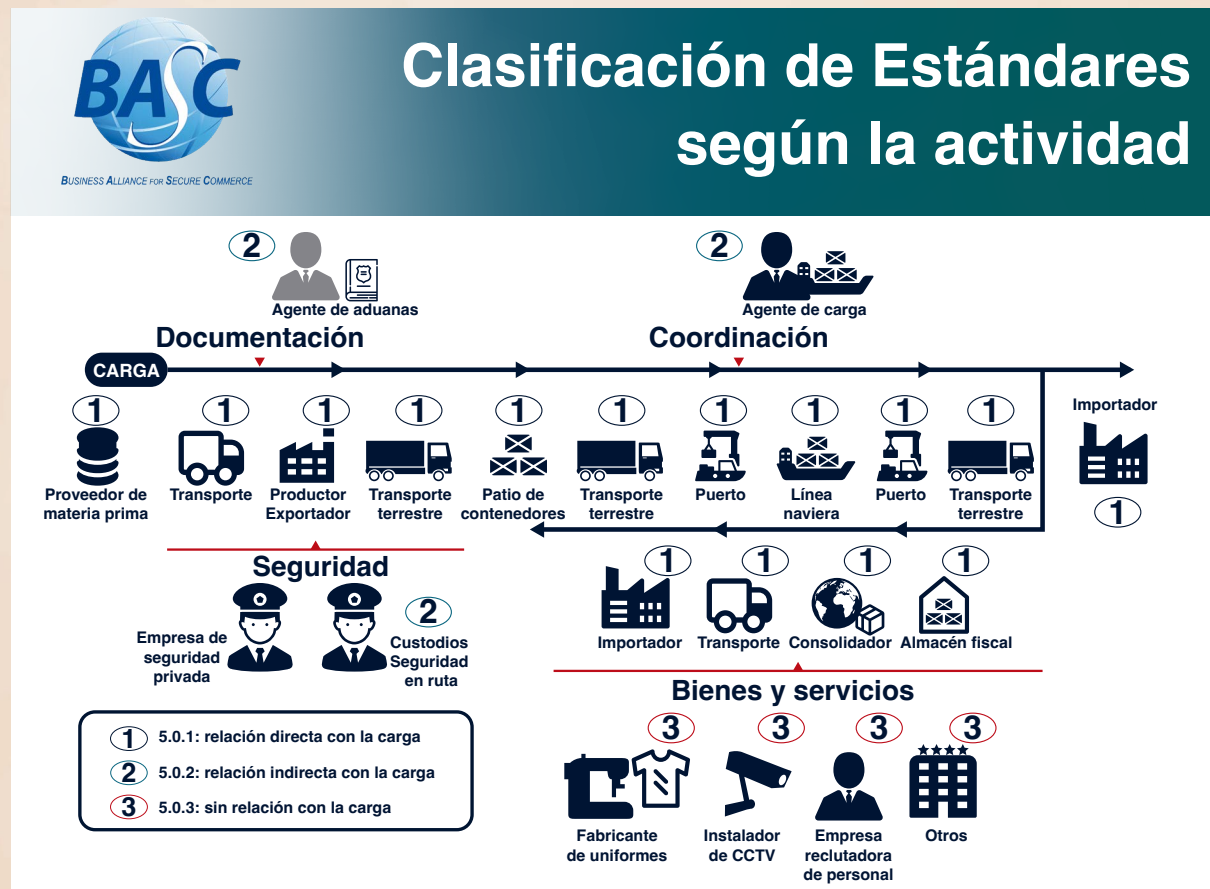 BASC
BUSINESS ALLIANCE FOR SECURE COMMERCE
Clasificación de Estándares
según la actividad
2
Agente de aduanas
2
Agente de carga
Documentación
Coordinación
CARGA
1
Proveedor de
materia prima
1
Transporte
1
Productor
Exportador
1
Transporte
terrestre
1
Patio de
contenedores
1
Transporte
terrestre
1
Puerto
1
Línea
naviera
1
Puerto
1
Transporte
terrestre
Importador
1
Seguridad
Empresa de
seguridad
privada
2
Custodios
Seguridad
en ruta
1
Importador
1
Transporte
1
Consolidador
1
Almacén fiscal
Bienes y servicios
3
Fabricante
de uniformes
3
Instalador
de CCTV
3
Empresa
reclutadora
de personal
3
Otros
1 5.0.1: relación directa con la carga
2 5.0.2: relación indirecta con la carga
3 5.0.3: sin relación con la carga